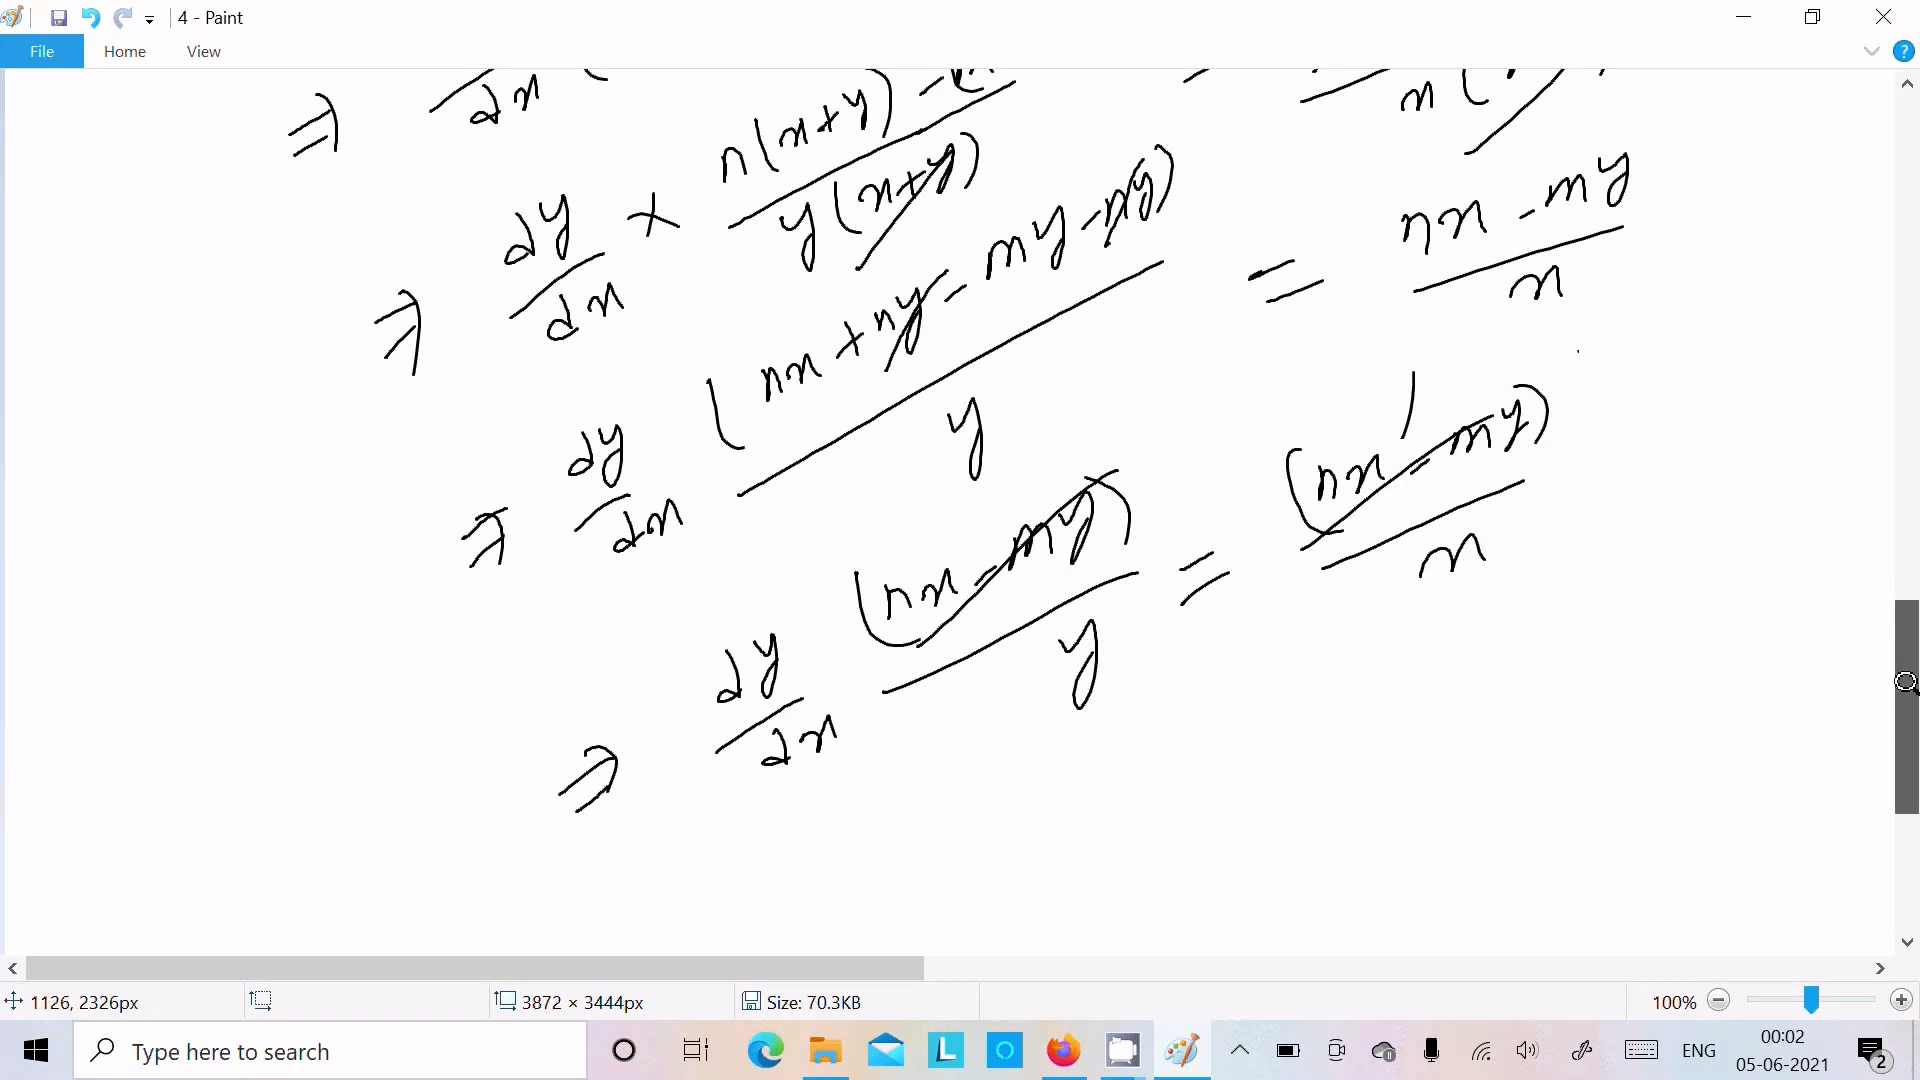 4 - Paint
File Home View
⇒ dx
n(x+y) -
n(
⇒ dy/dx × y(x+y)
⇒ dy/dx (nx + ny - my - ny)/y = (nx - my)/x
⇒ dy/dx (nx - my)/y = (nx - my)/x
1
1126, 2326px 3872 × 3444px Size: 70.3KB 100%
Type here to search ENG 00:02
05-06-2021 2